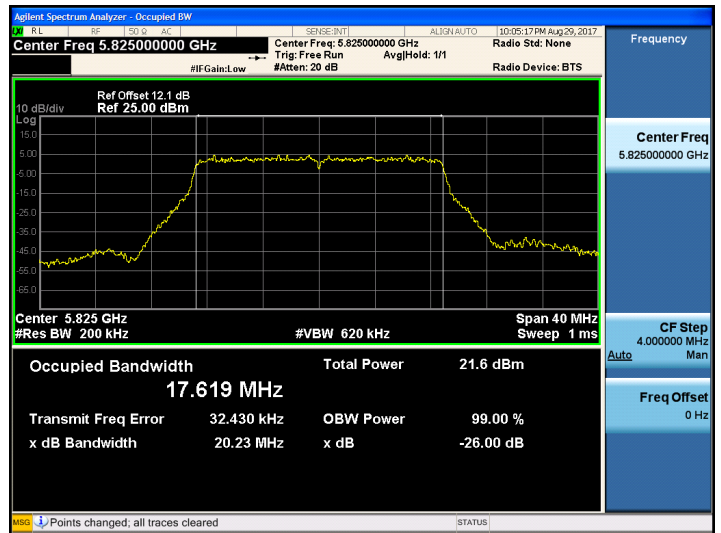 Agilent Spectrum Analyzer - Occupied BW
RL RF 50 Ω AC SENSE:INT ALIGN AUTO 10:05:17 PM Aug 29, 2017
Center Freq 5.825000000 GHz
Center Freq: 5.825000000 GHz
Radio Std: None
Trig: Free Run Avg|Hold: 1/1
#IFGain:Low #Atten: 20 dB Radio Device: BTS
Frequency
Ref Offset 12.1 dB
10 dB/div Ref 25.00 dBm
Log
15.0
5.00
-5.00
-15.0
-25.0
-35.0
-45.0
-55.0
-65.0
Center Freq
5.825000000 GHz
Center 5.825 GHz Span 40 MHz
#Res BW 200 kHz #VBW 620 kHz Sweep 1 ms
CF Step
4.000000 MHz
Auto Man
Occupied Bandwidth Total Power 21.6 dBm
17.619 MHz
Transmit Freq Error 32.430 kHz OBW Power 99.00 %
x dB Bandwidth 20.23 MHz x dB -26.00 dB
Freq Offset
0 Hz
MSG Points changed; all traces cleared STATUS